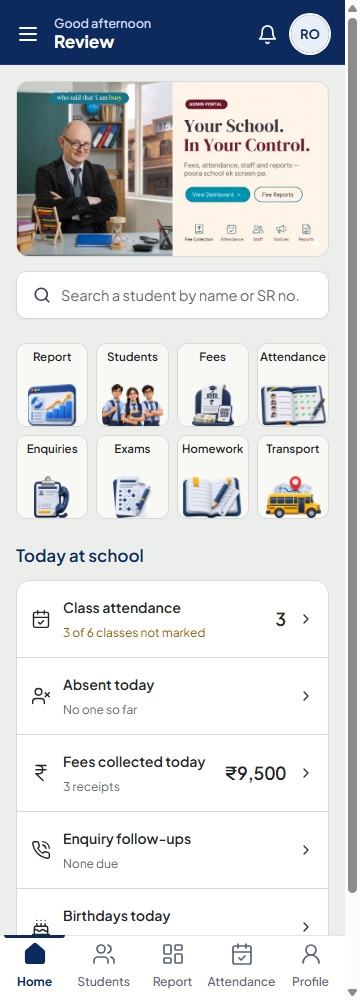 Good afternoon
Review
RO
who said that I am busy
ADMIN PORTAL
Your School.
In Your Control.
Fees, attendance, staff and reports —
poora school ek screen pe.
View Dashboard
Fee Reports
Fee Collection
Attendance
Staff
Notices
Reports
Search a student by name or SR no.
Report
Students
Fees
Attendance
Enquiries
Exams
Homework
Transport
Today at school
Class attendance
3 of 6 classes not marked
3
Absent today
No one so far
Fees collected today
3 receipts
₹9,500
Enquiry follow-ups
None due
Birthdays today
Home
Students
Report
Attendance
Profile